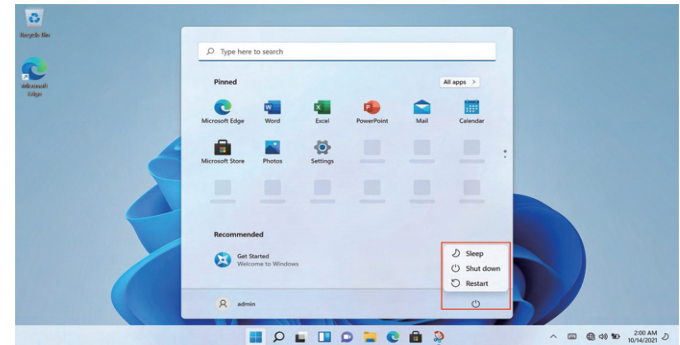 Recycle Bin
Microsoft
Edge
Type here to search
Pinned
All apps >
Microsoft Edge
Word
Excel
PowerPoint
Mail
Calendar
Microsoft Store
Photos
Settings
Recommended
Get Started
Welcome to Windows
Sleep
Shut down
Restart
admin
2:00 AM
10/14/2021